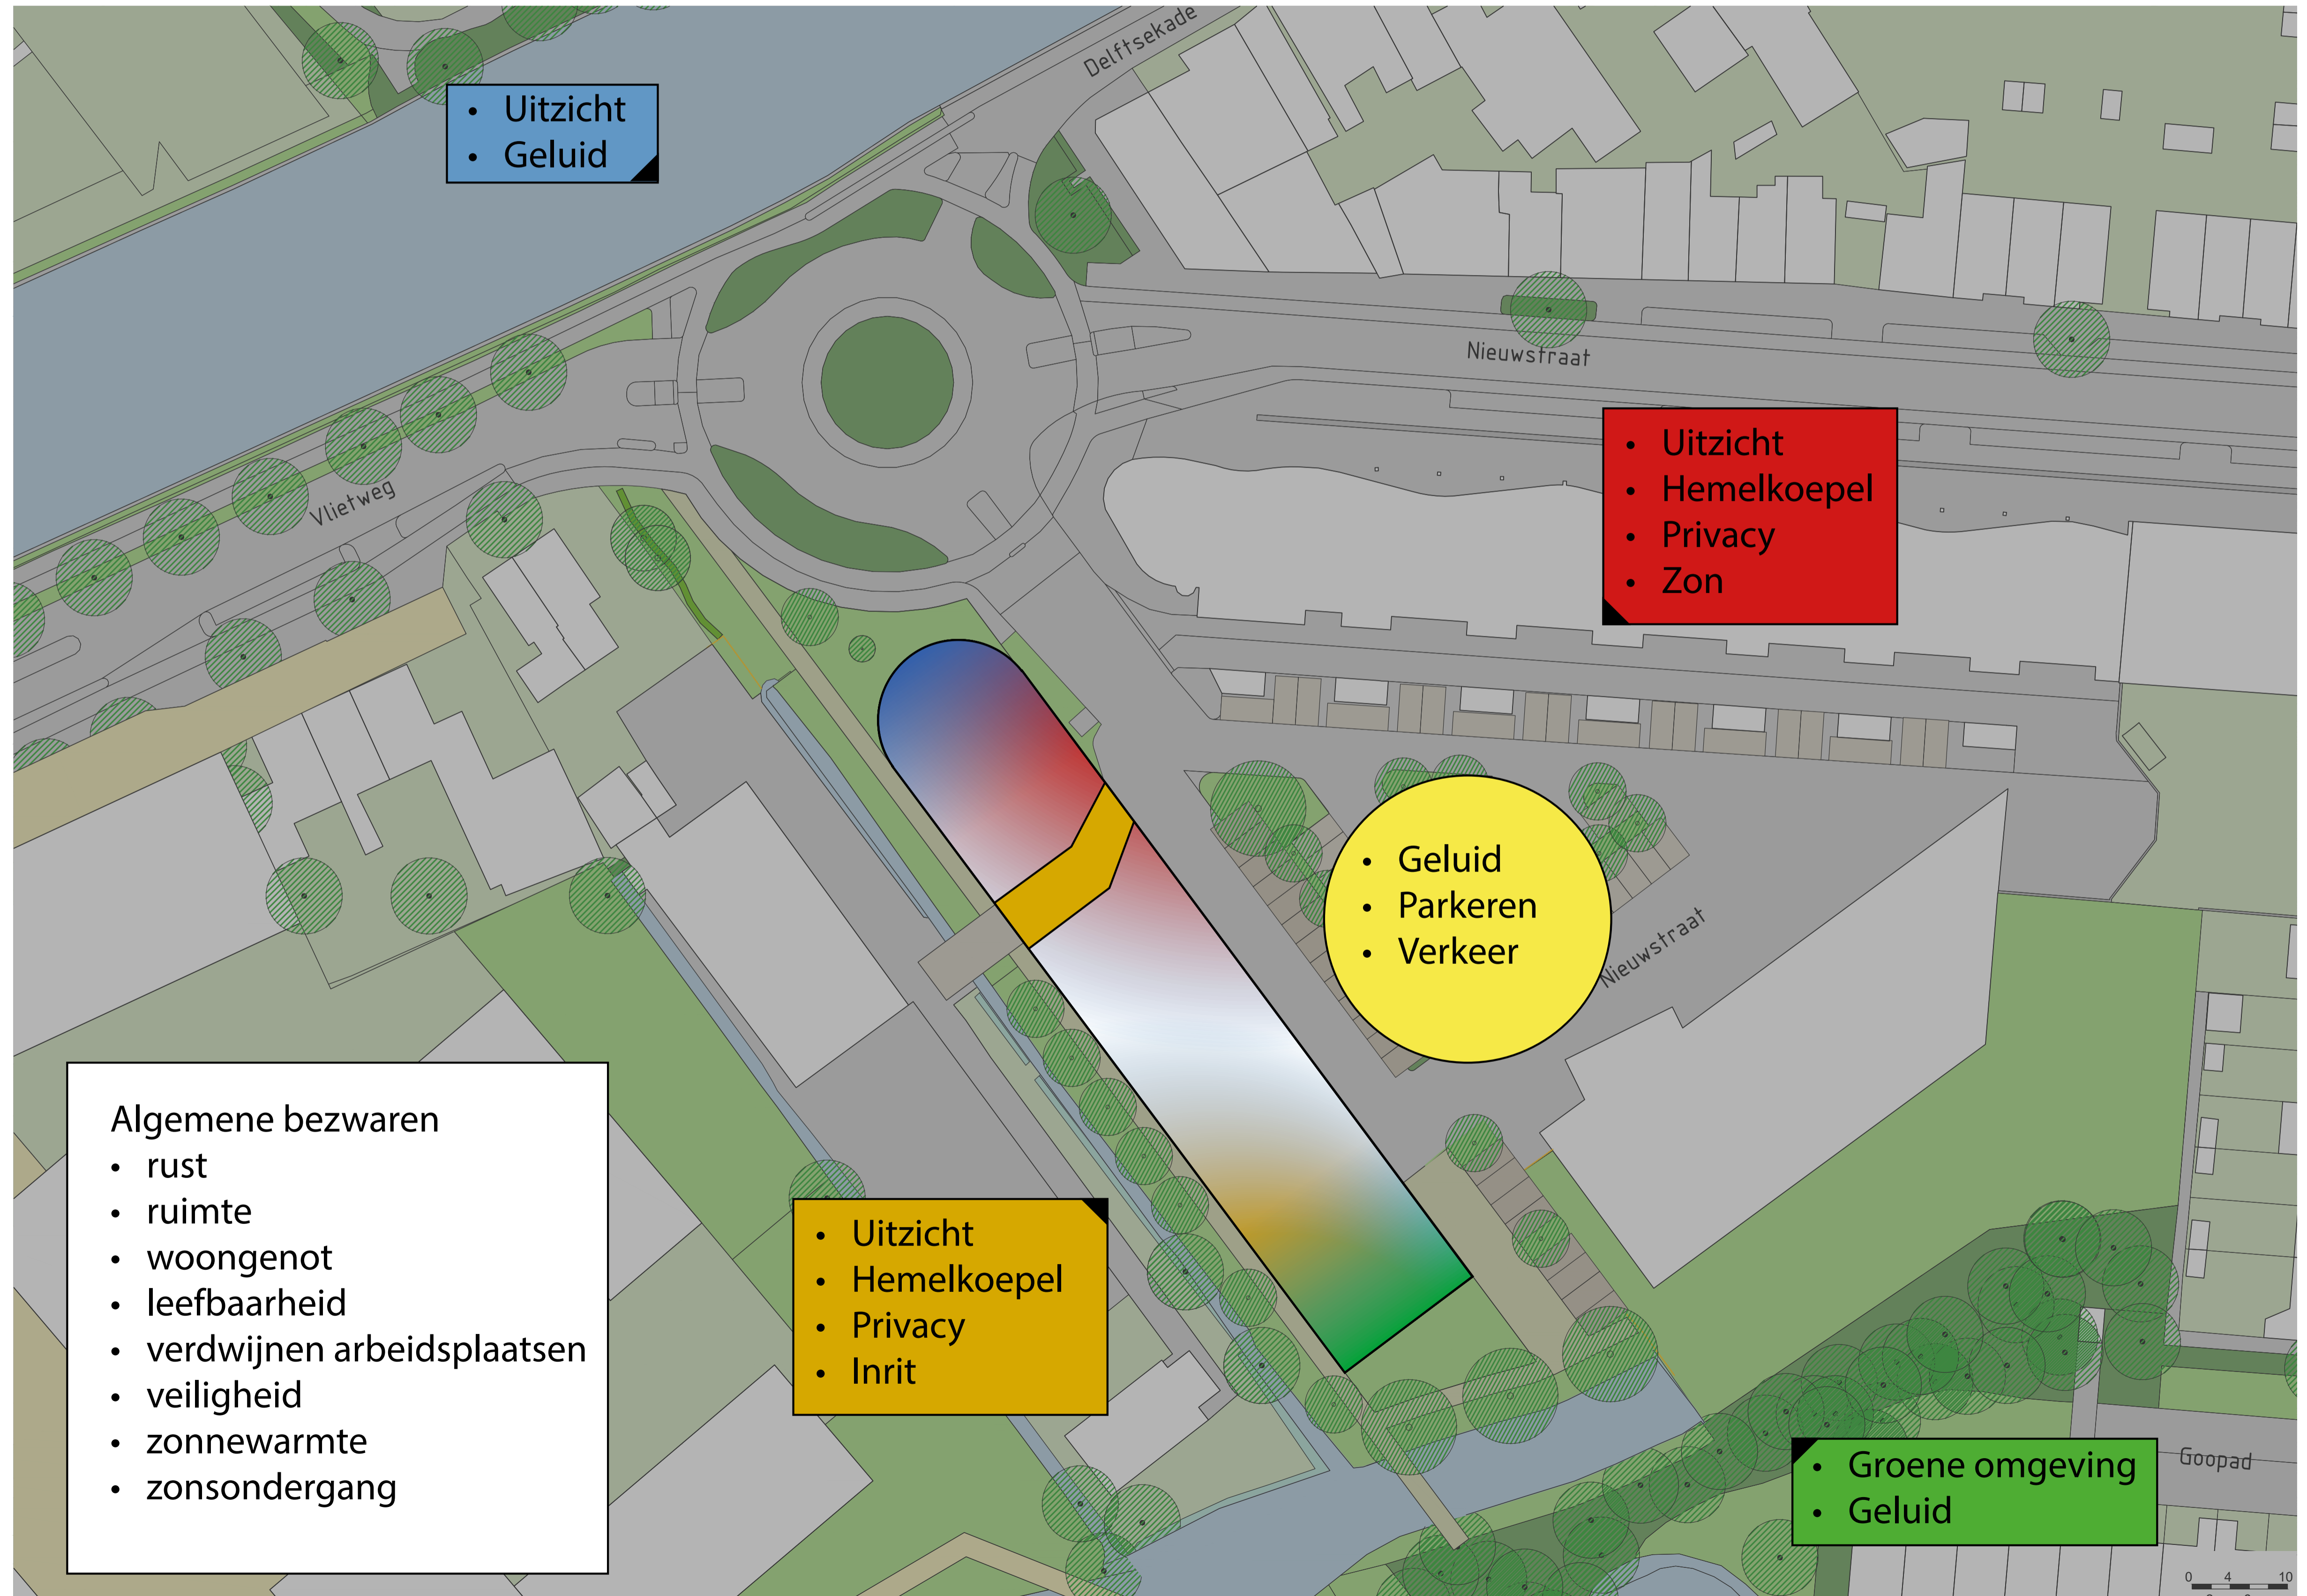 Delftsekade
• Uitzicht
• Geluid
Nieuwstraat
Vlietweg
• Uitzicht
• Hemelkoepel
• Privacy
• Zon
• Geluid
• Parkeren
• Verkeer
Nieuwstraat
Algemene bezwaren
• rust
• ruimte
• woongenot
• leefbaarheid
• verdwijnen arbeidsplaatsen
• veiligheid
• zonnewarmte
• zonsondergang
• Uitzicht
• Hemelkoepel
• Privacy
• Inrit
• Groene omgeving
• Geluid
Goopad
0 4 10